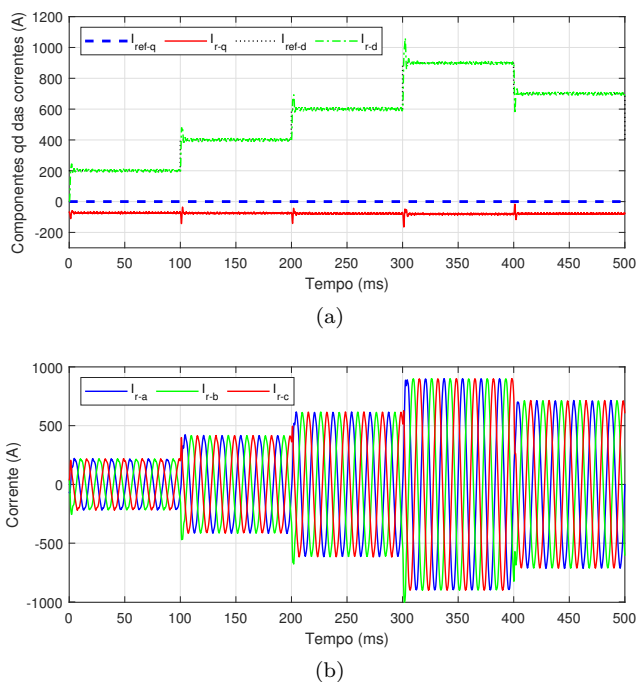 Componentes qd das correntes (A)
1200
1000
800
600
400
200
0
-200
I_ref-q I_r-q I_ref-d I_r-d
0 50 100 150 200 250 300 350 400 450 500
Tempo (ms)
(a)
Corrente (A)
1000
500
0
-500
-1000
I_r-a I_r-b I_r-c
0 50 100 150 200 250 300 350 400 450 500
Tempo (ms)
(b)